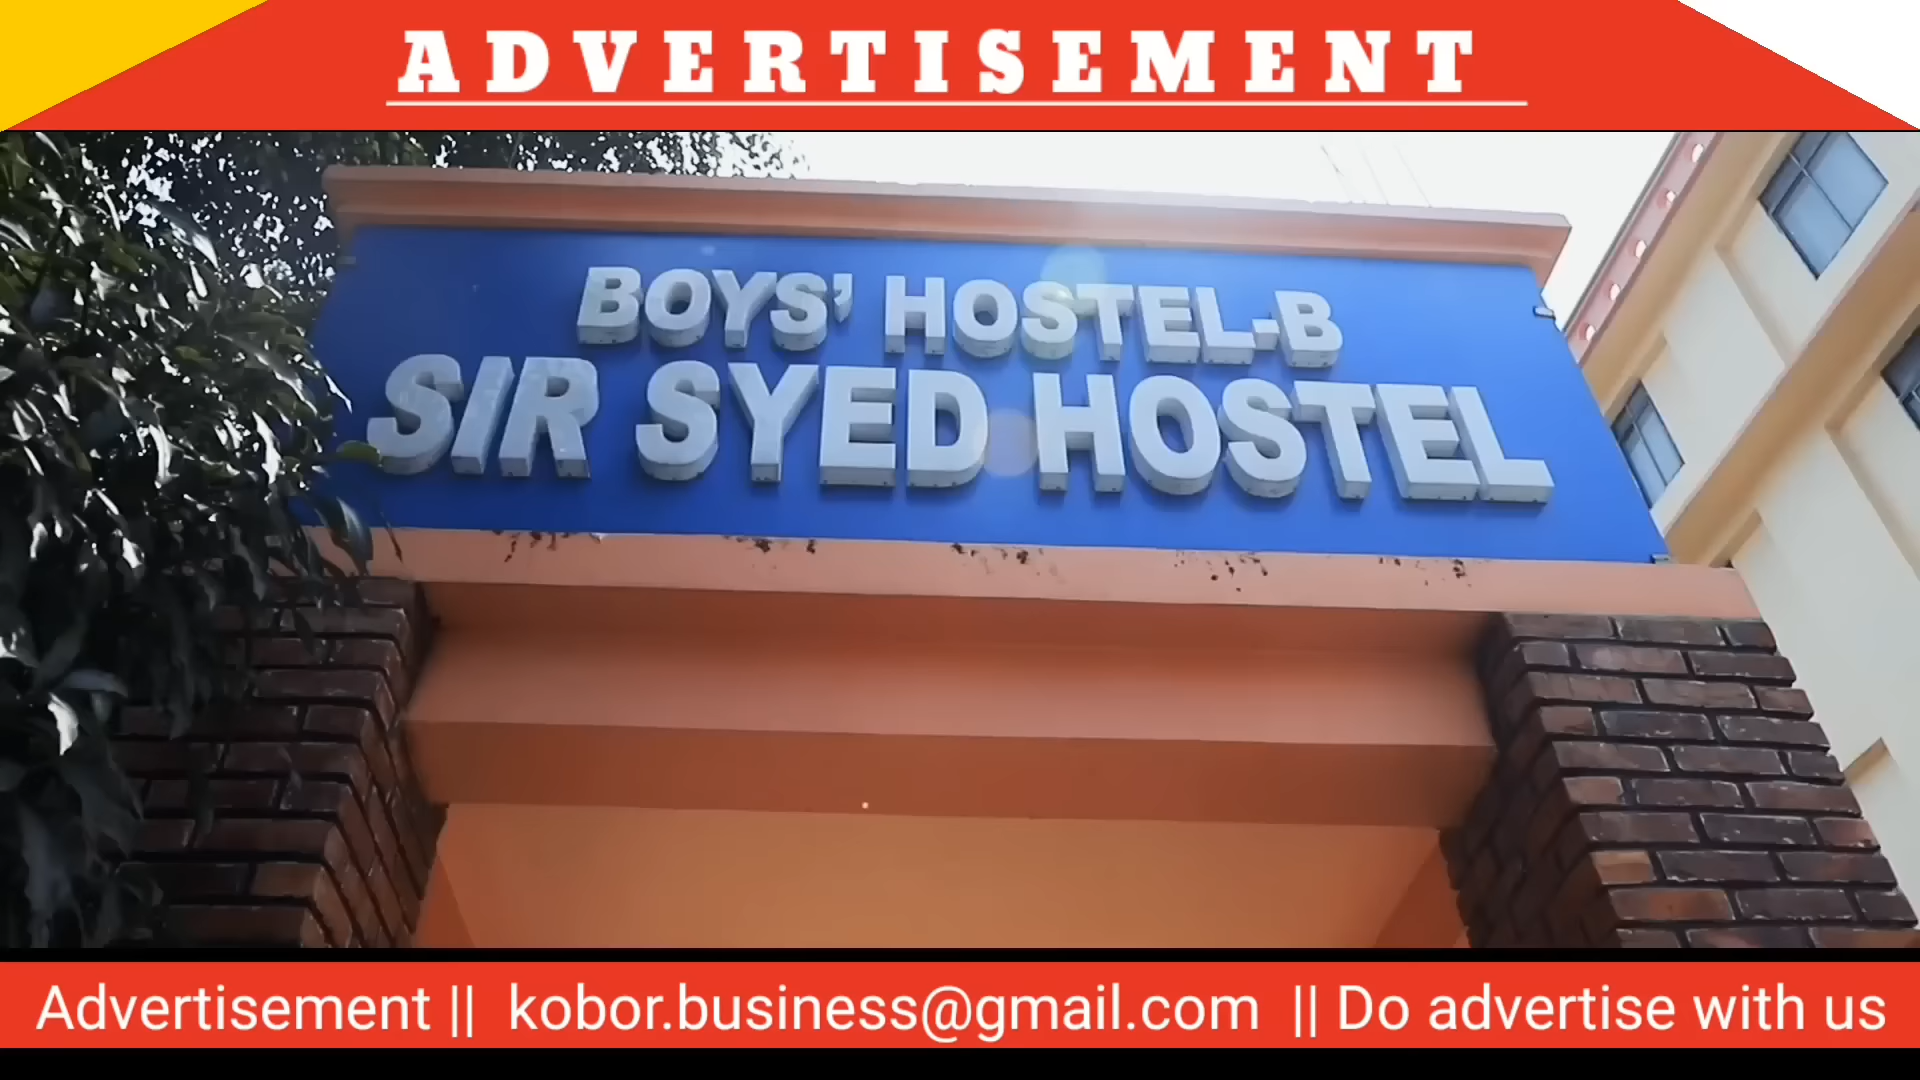 ADVERTISEMENT
BOYS' HOSTEL-B
SIR SYED HOSTEL
Advertisement || kobor.business@gmail.com || Do advertise with us